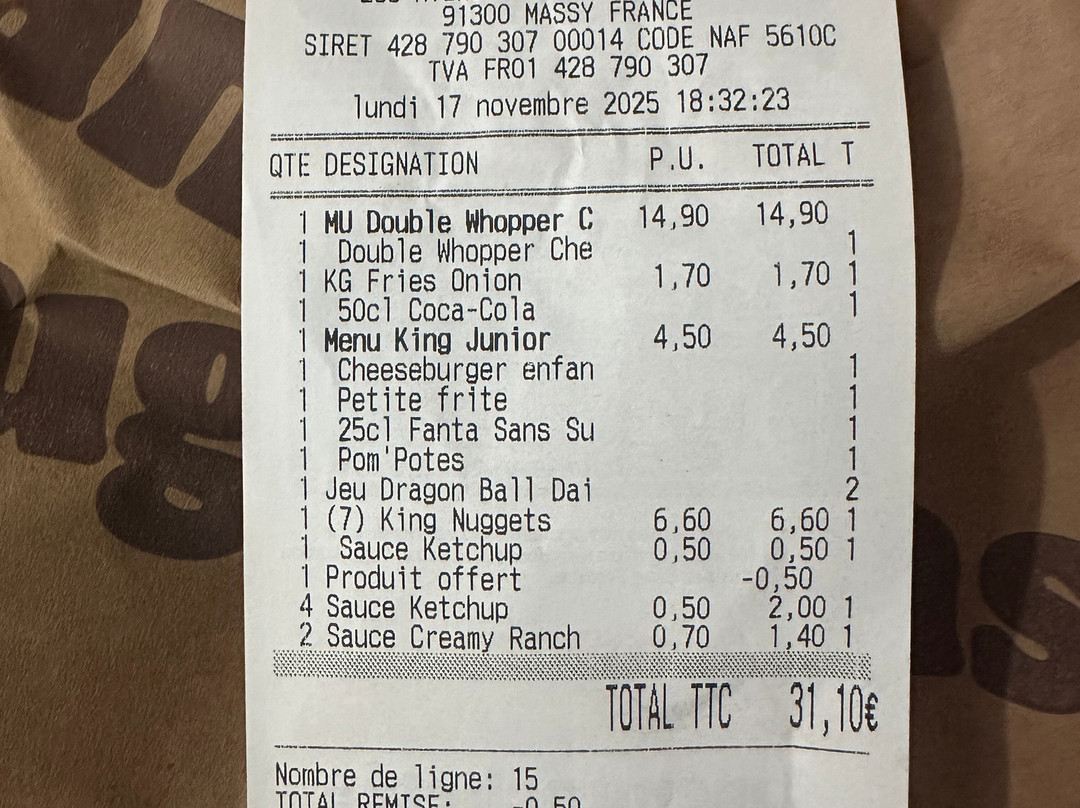 91300 MASSY FRANCE
SIRET 428 790 307 00014 CODE NAF 5610C
TVA FR01 428 790 307
lundi 17 novembre 2025 18:32:23
QTE DESIGNATION P.U. TOTAL T
1 MU Double Whopper C 14,90 14,90
1 Double Whopper Che 1
1 KG Fries Onion 1,70 1,70 1
1 50cl Coca-Cola 1
1 Menu King Junior 4,50 4,50
1 Cheeseburger enfan 1
1 Petite frite 1
1 25cl Fanta Sans Su 1
1 Pom'Potes 1
1 Jeu Dragon Ball Dai 2
1 (7) King Nuggets 6,60 6,60 1
1 Sauce Ketchup 0,50 0,50 1
1 Produit offert -0,50
4 Sauce Ketchup 0,50 2,00 1
2 Sauce Creamy Ranch 0,70 1,40 1
TOTAL TTC 31,10€
Nombre de ligne: 15
TOTAL REMISE: -0,50